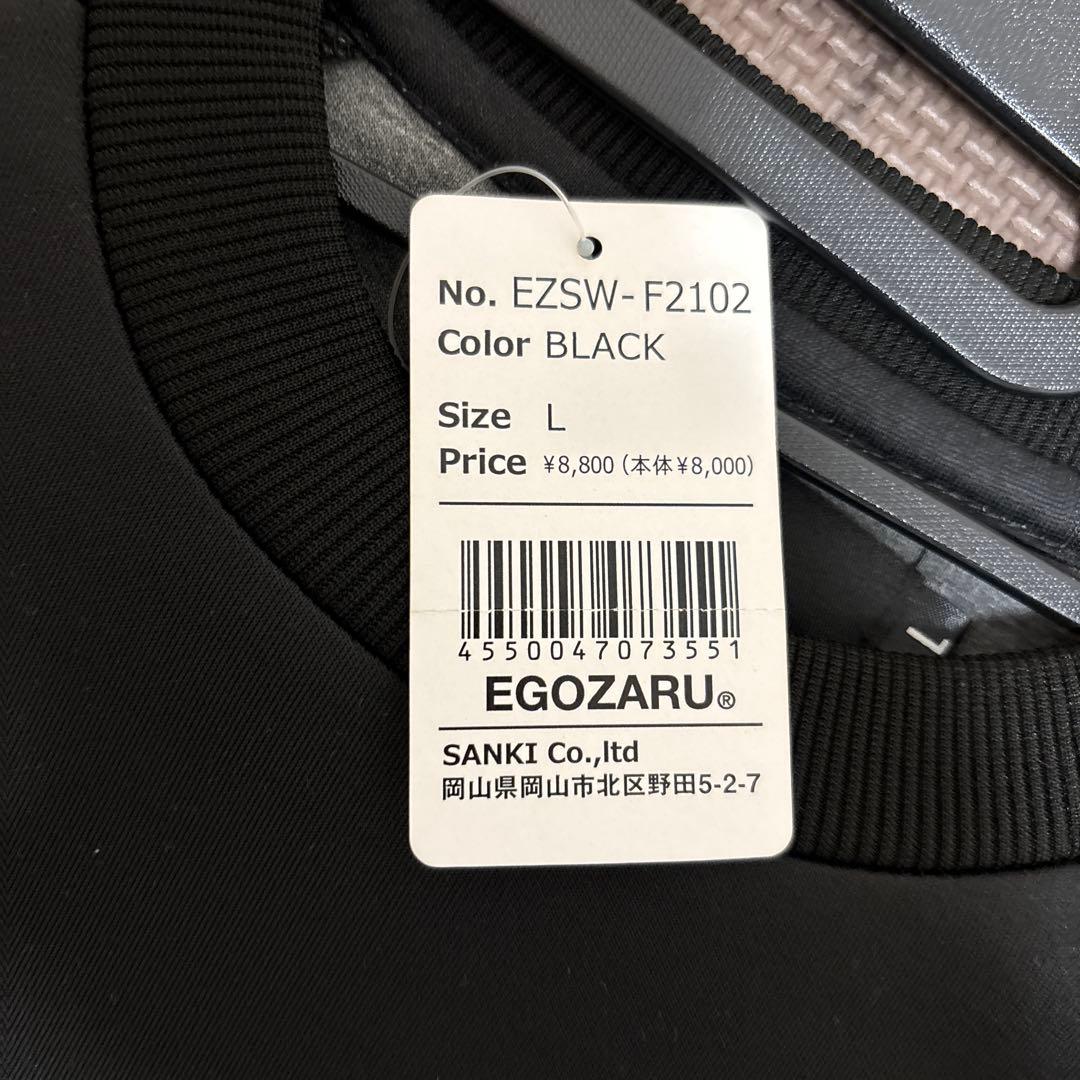 No. EZSW-F2102
Color BLACK
Size L
Price ¥8,800(本体¥8,000)
4550047073551
EGOZARU®
SANKI Co.,ltd
岡山県岡山市北区野田5-2-7
L